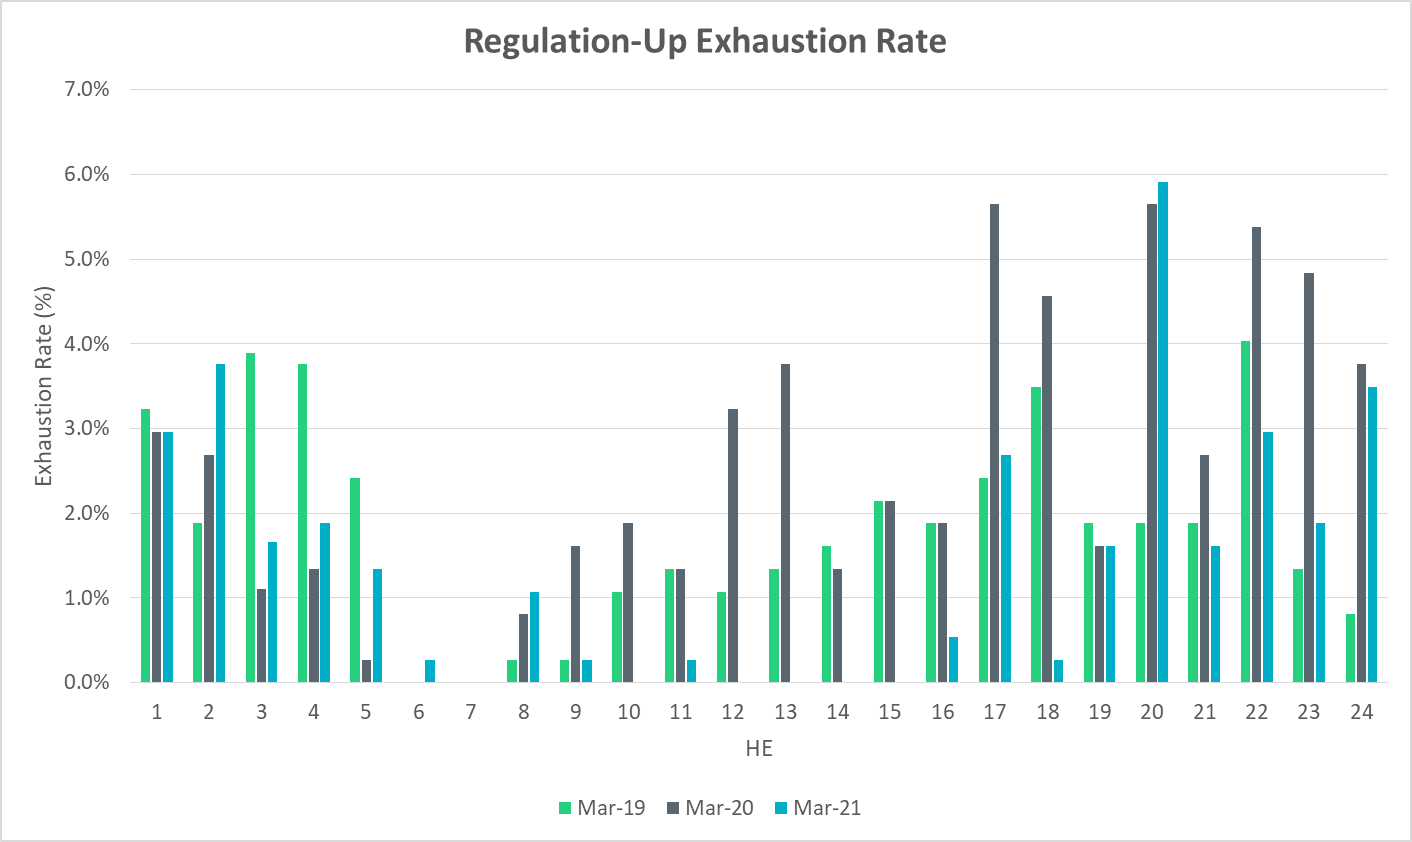 Regulation-Up Exhaustion Rate
7.0%
6.0%
5.0%
4.0%
3.0%
2.0%
1.0%
0.0%
Exhaustion Rate (%)
1 2 3 4 5 6 7 8 9 10 11 12 13 14 15 16 17 18 19 20 21 22 23 24
HE
Mar-19 Mar-20 Mar-21